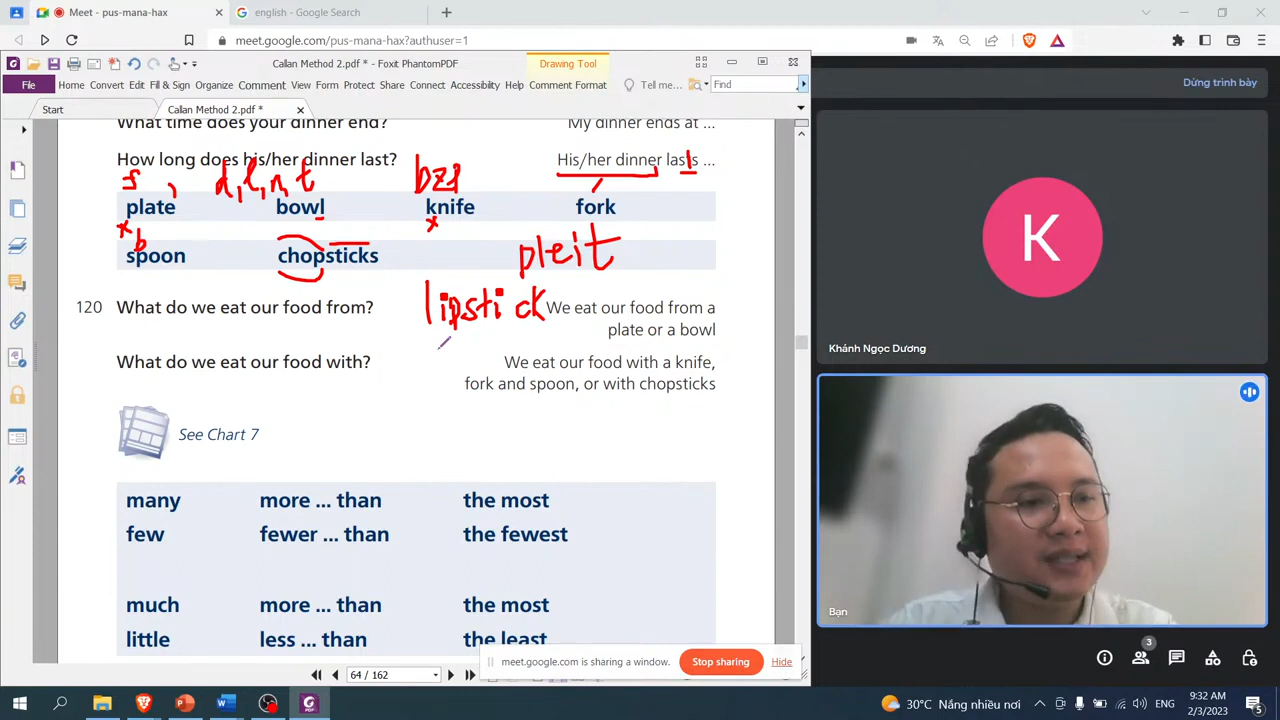 Meet - pus-mana-hax
english - Google Search
meet.google.com/pus-mana-hax?authuser=1
Callan Method 2.pdf * - Foxit PhantomPDF
Drawing Tool
Tell me...
Find
File
Home Convert Edit Fill & Sign Organize Comment View Form Protect Share Connect Accessibility Help Comment Format
Start
Callan Method 2.pdf *
Dừng trình bày
What time does your dinner end?
My dinner ends at ...
How long does his/her dinner last?
His/her dinner lasts ...
s , d, l, n, t
plate
bowl
knife
fork
x
b
x
spoon
chopsticks
pleit
lipstick
120
What do we eat our food from?
We eat our food from a
plate or a bowl
What do we eat our food with?
We eat our food with a knife,
fork and spoon, or with chopsticks
See Chart 7
many
more ... than
the most
few
fewer ... than
the fewest
much
more ... than
the most
little
less ... than
the least
K
Khánh Ngọc Dương
Bạn
3
meet.google.com is sharing a window.
Stop sharing
Hide
64 / 162
30°C Nắng nhiều nơi
ENG
9:32 AM
2/3/2023
5